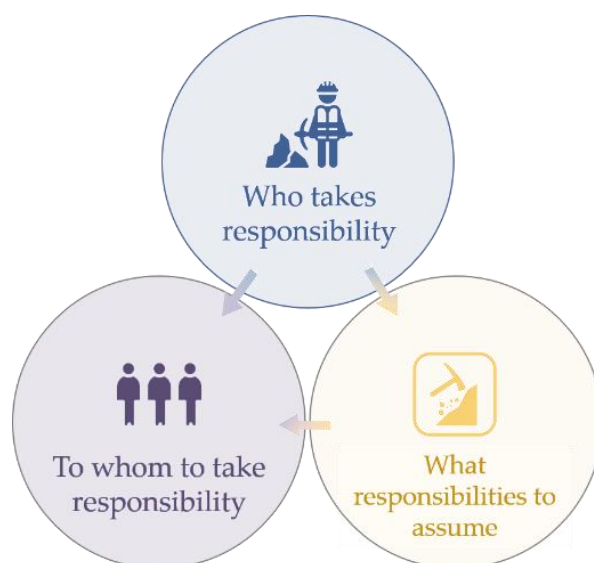 Who takes
responsibility
To whom to take
responsibility
What
responsibilities to
assume